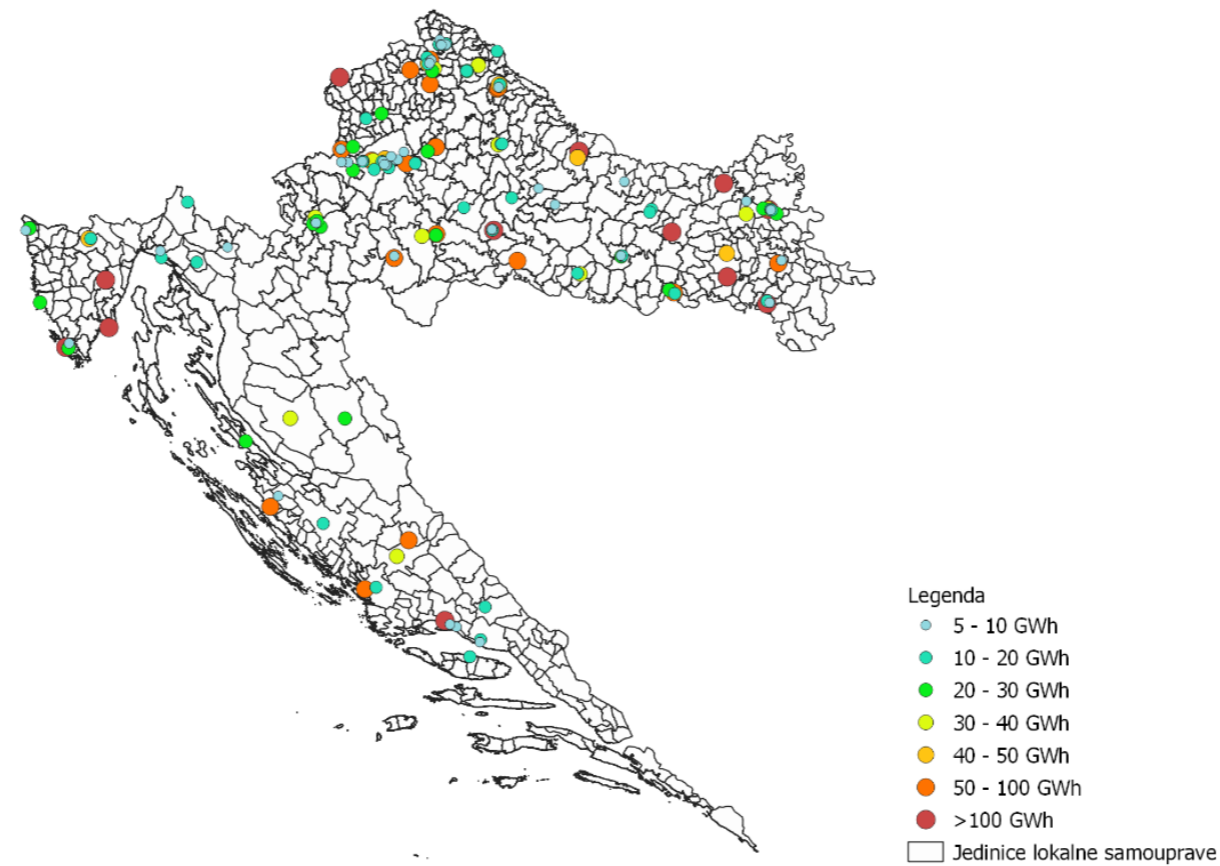 Legenda
5 - 10 GWh
10 - 20 GWh
20 - 30 GWh
30 - 40 GWh
40 - 50 GWh
50 - 100 GWh
>100 GWh
Jedinice lokalne samouprave